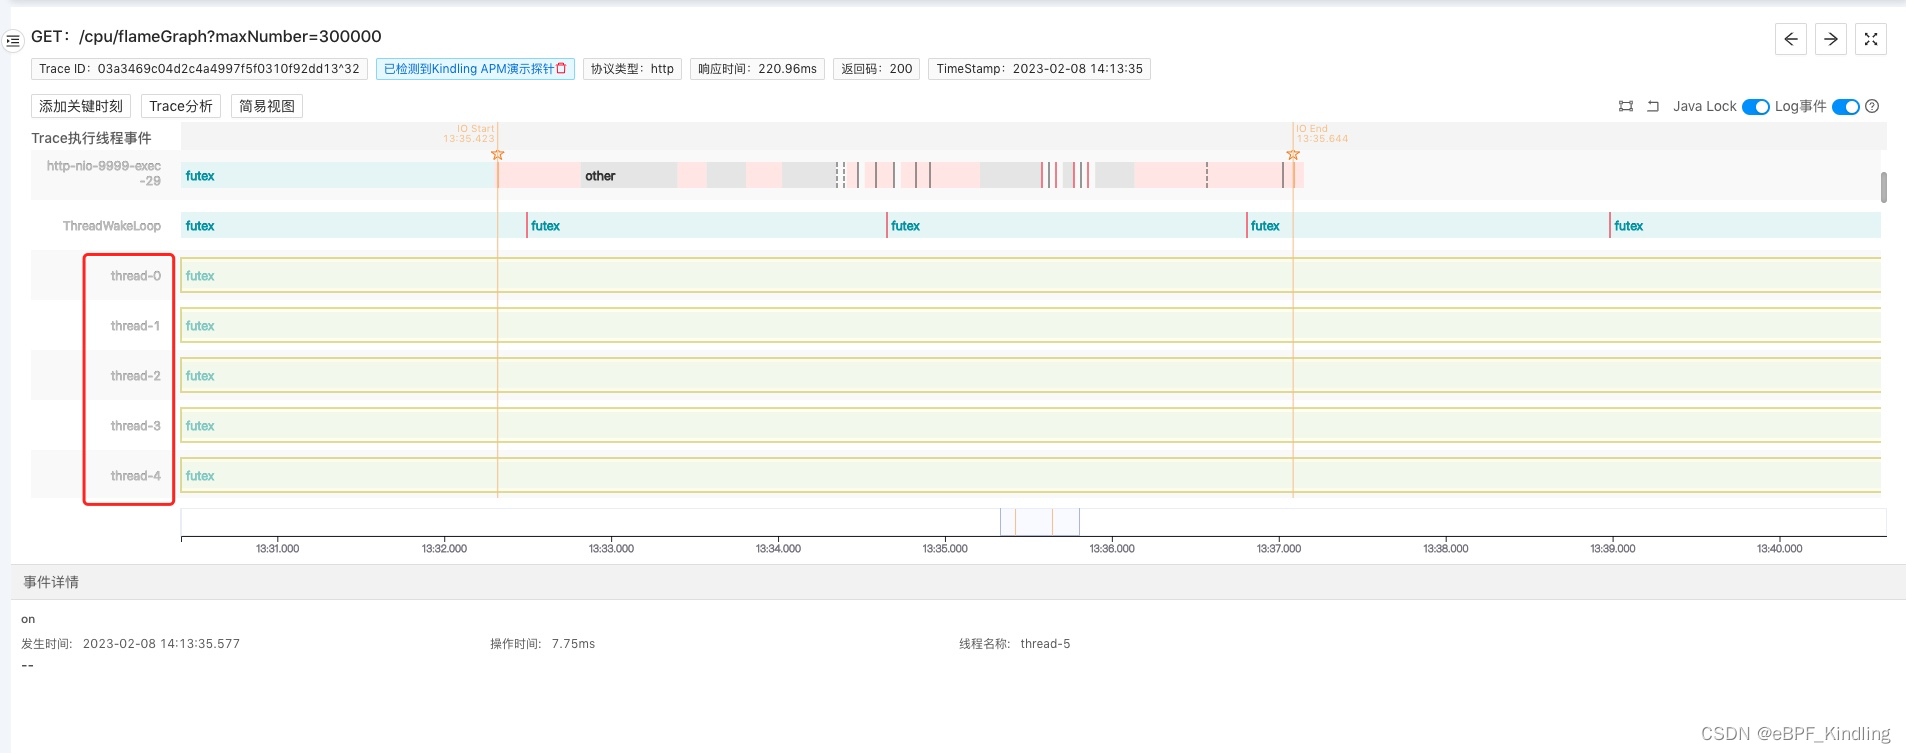 GET：/cpu/flameGraph?maxNumber=300000
Trace ID：03a3469c04d2c4a4997f5f0310f92dd13^32 已检测到Kindling APM演示探针 协议类型：http 响应时间：220.96ms 返回码：200 TimeStamp：2023-02-08 14:13:35
添加关键时刻 Trace分析 简易视图 Java Lock Log事件
Trace执行线程事件
IO Start
13:35.423
IO End
13:35.644
http-nio-9999-exec
-29
futex other
ThreadWakeLoop futex futex futex futex futex
thread-0 futex
thread-1 futex
thread-2 futex
thread-3 futex
thread-4 futex
13:31.000 13:32.000 13:33.000 13:34.000 13:35.000 13:36.000 13:37.000 13:38.000 13:39.000 13:40.000
事件详情
on
发生时间: 2023-02-08 14:13:35.577 操作时间: 7.75ms 线程名称: thread-5
--
CSDN @eBPF_Kindling